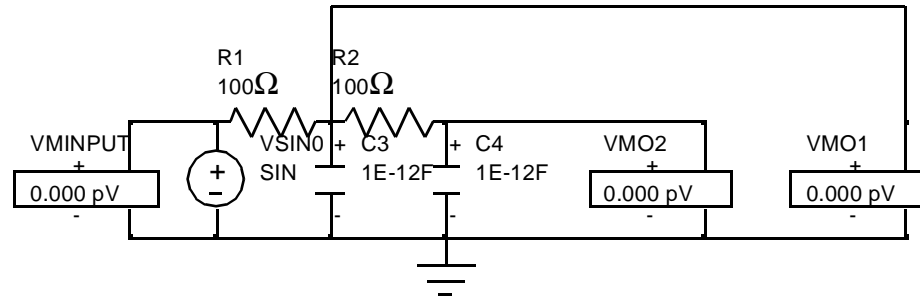 R1
100Ω
R2
100Ω
VMINPUT
+
0.000 pV
-
+
-
VSIN0
SIN
+
C3
1E-12F
-
+
C4
1E-12F
-
VMO2
+
0.000 pV
-
VMO1
+
0.000 pV
-